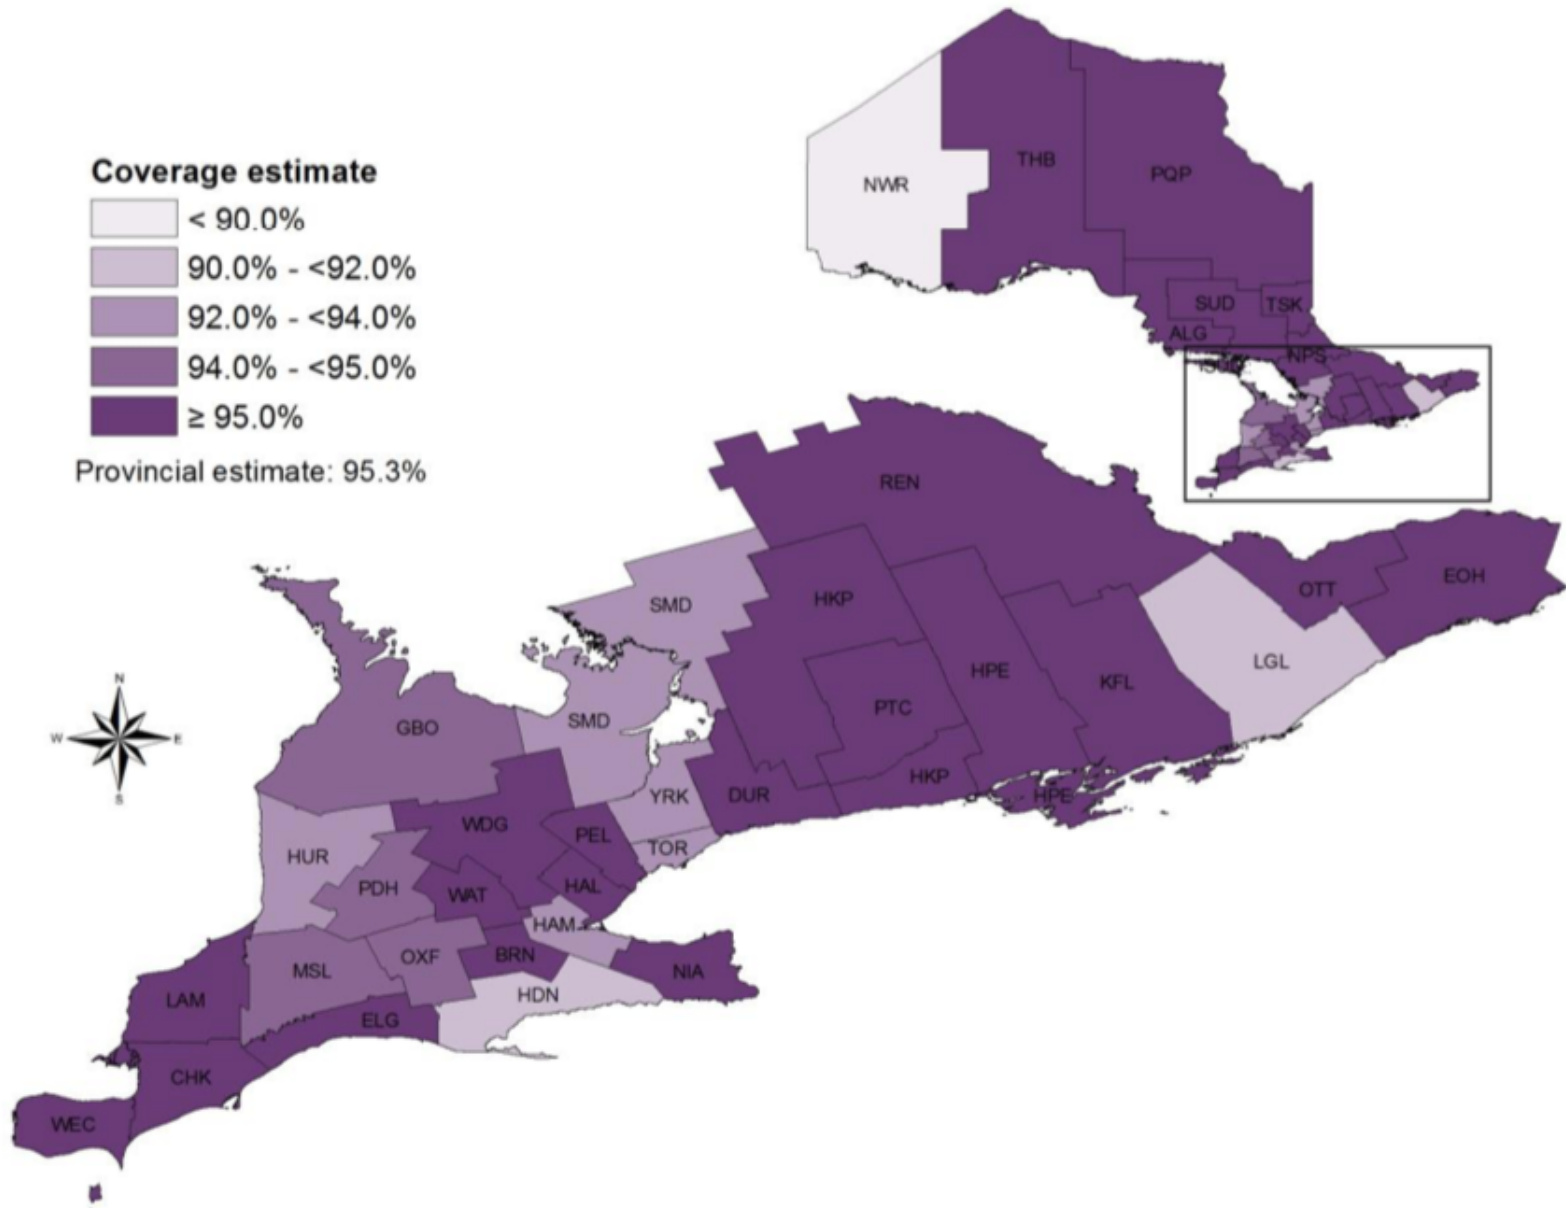 Coverage estimate
< 90.0%
90.0% - <92.0%
92.0% - <94.0%
94.0% - <95.0%
≥ 95.0%
Provincial estimate: 95.3%
NWR
THB
PQP
SUD
TSK
ALG
NPS
REN
SMD
HKP
OTT
EOH
LGL
HPE
KFL
PTC
SMD
GBO
HKP
YRK
DUR
HPE
WDG
PEL
TOR
HUR
PDH
WAT
HAL
HAM
BRN
OXF
MSL
NIA
HDN
LAM
ELG
CHK
WEC
N
W
E
S